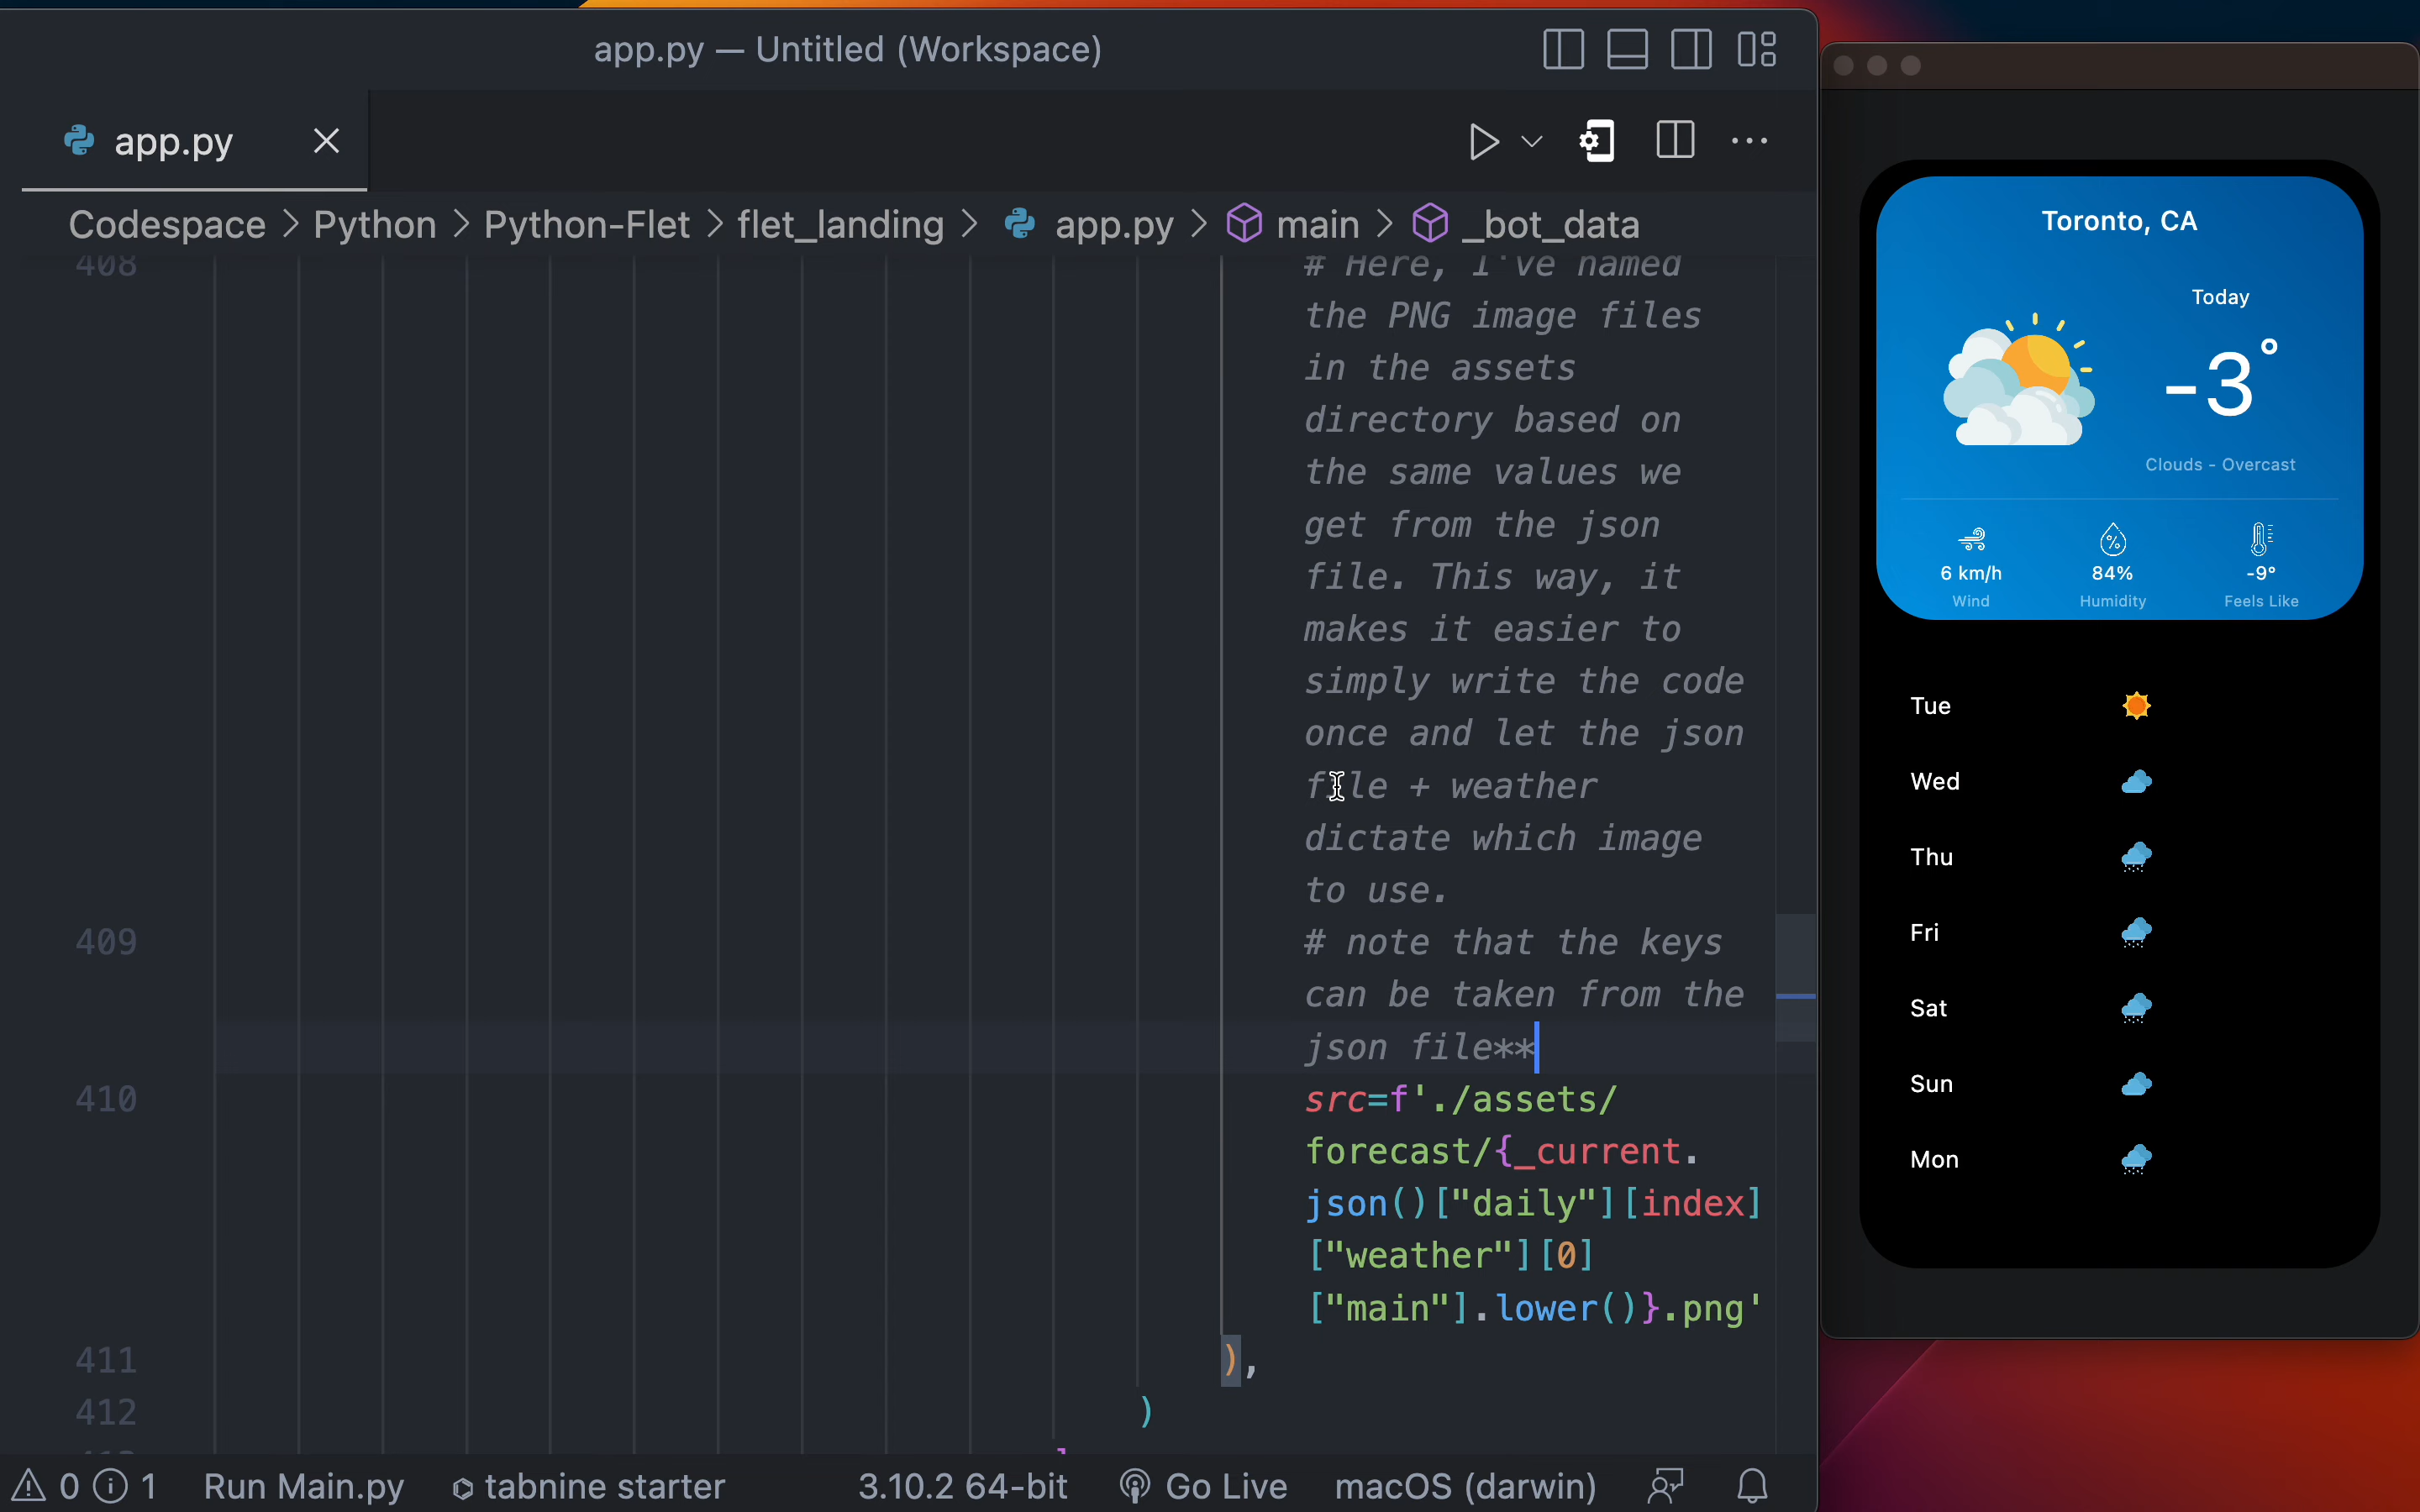 app.py — Untitled (Workspace)
app.py
Codespace > Python > Python-Flet > flet_landing > app.py > main > _bot_data
408
# Here, I've named
the PNG image files
in the assets
directory based on
the same values we
get from the json
file. This way, it
makes it easier to
simply write the code
once and let the json
file + weather
dictate which image
to use.
409
# note that the keys
can be taken from the
json file**
410
src=f'./assets/
forecast/{_current.
json()["daily"][index]
["weather"][0]
["main"].lower()}.png'
411
),
412
)
0 1 Run Main.py tabnine starter 3.10.2 64-bit Go Live macOS (darwin)
Toronto, CA
Today
-3°
Clouds - Overcast
6 km/h 84% -9°
Wind Humidity Feels Like
Tue
Wed
Thu
Fri
Sat
Sun
Mon